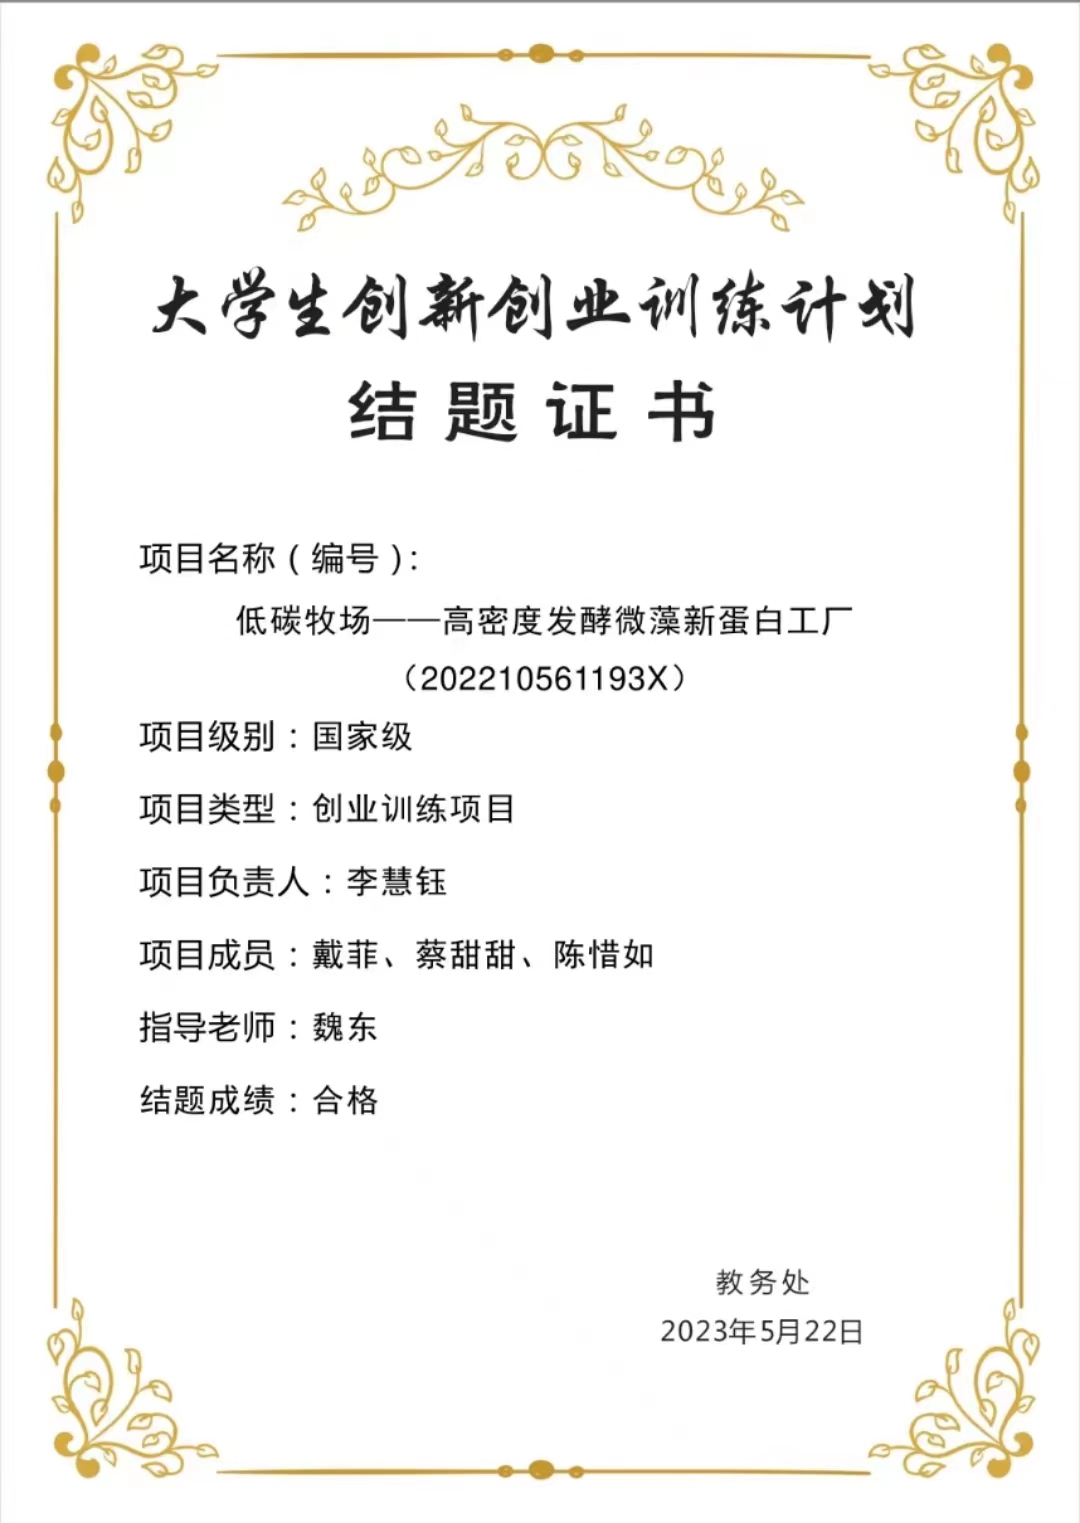 大学生创新创业训练计划
结题证书
项目名称（编号）：
低碳牧场——高密度发酵微藻新蛋白工厂
（202210561193X）
项目级别：国家级
项目类型：创业训练项目
项目负责人：李慧钰
项目成员：戴菲、蔡甜甜、陈惜如
指导老师：魏东
结题成绩：合格
教务处
2023年5月22日